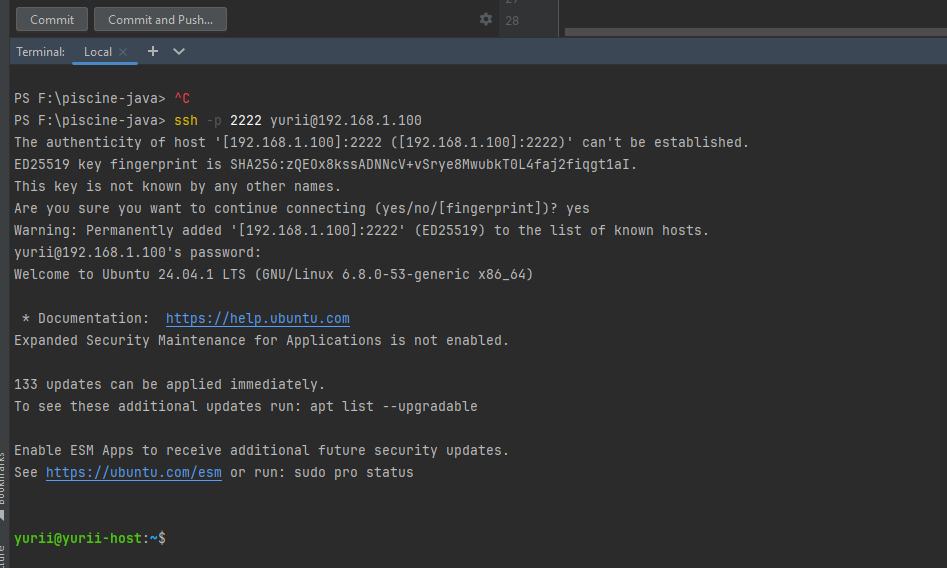 Commit
Commit and Push...
27
28
Terminal:
Local
PS F:\piscine-java> ^C
PS F:\piscine-java> ssh -p 2222 yurii@192.168.1.100
The authenticity of host '[192.168.1.100]:2222 ([192.168.1.100]:2222)' can't be established.
ED25519 key fingerprint is SHA256:zQEOx8kssADNNcV+vSrye8MwubkT0L4faj2fiqgt1aI.
This key is not known by any other names.
Are you sure you want to continue connecting (yes/no/[fingerprint])? yes
Warning: Permanently added '[192.168.1.100]:2222' (ED25519) to the list of known hosts.
yurii@192.168.1.100's password:
Welcome to Ubuntu 24.04.1 LTS (GNU/Linux 6.8.0-53-generic x86_64)
* Documentation:  https://help.ubuntu.com
Expanded Security Maintenance for Applications is not enabled.
133 updates can be applied immediately.
To see these additional updates run: apt list --upgradable
Enable ESM Apps to receive additional future security updates.
See https://ubuntu.com/esm or run: sudo pro status
yurii@yurii-host:~$